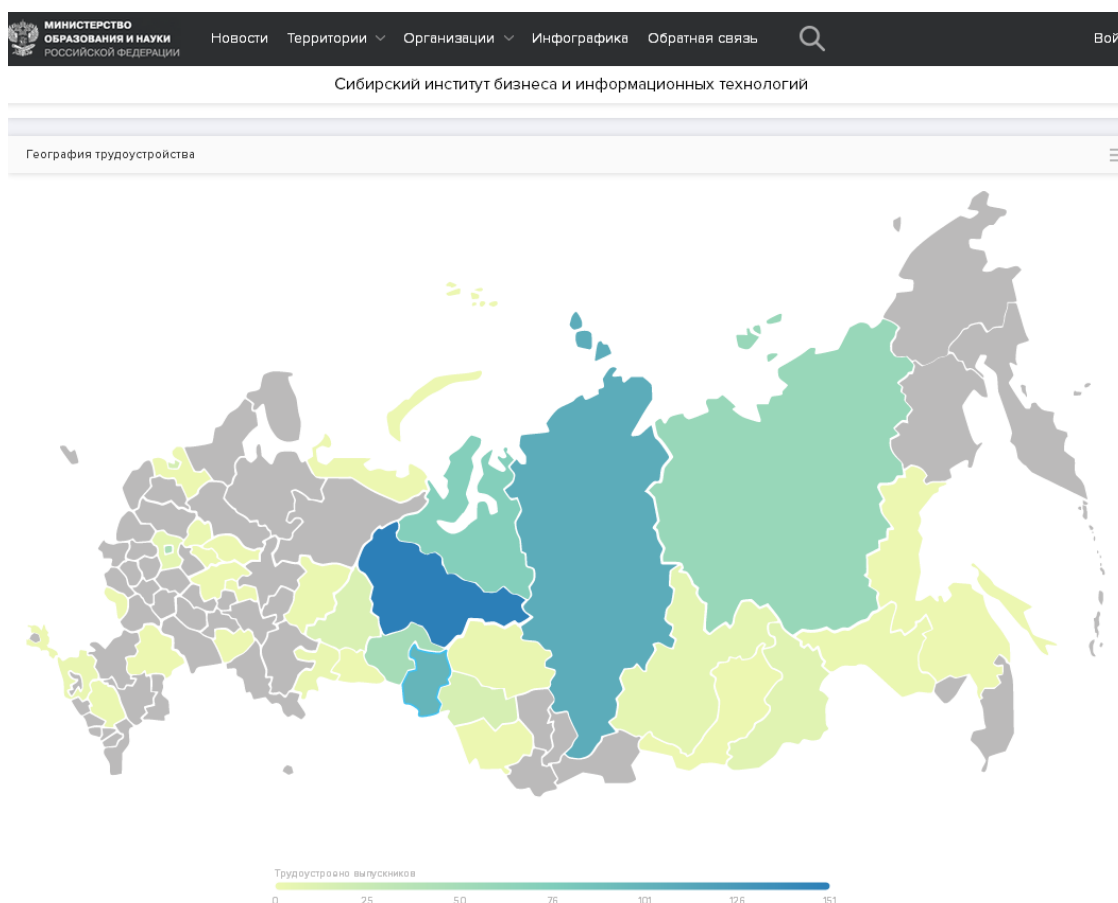 МИНИСТЕРСТВО
ОБРАЗОВАНИЯ И НАУКИ
РОССИЙСКОЙ ФЕДЕРАЦИИ
Новости Территории Организации Инфографика Обратная связь Вой
Сибирский институт бизнеса и информационных технологий
География трудоустройства
Трудоустроено выпускников
0 25 50 76 101 126 151